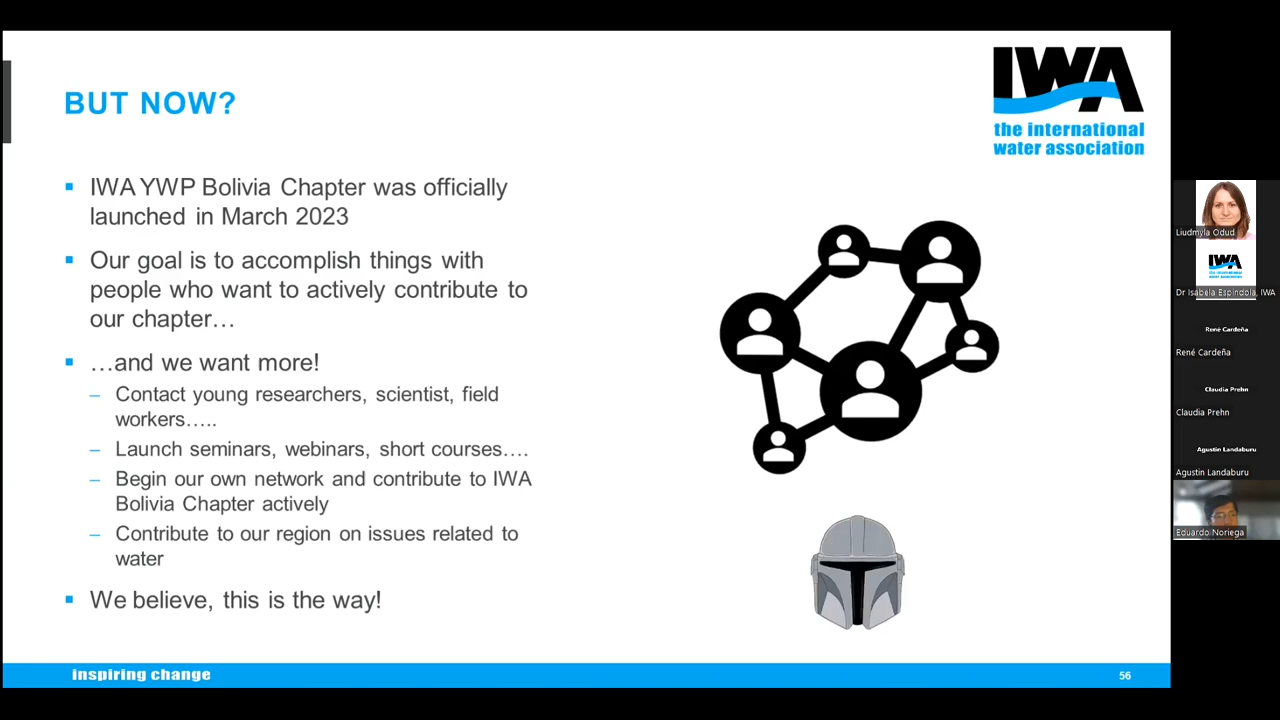 BUT NOW?
IWA
the international
water association
IWA YWP Bolivia Chapter was officially
launched in March 2023
Our goal is to accomplish things with
people who want to actively contribute to
our chapter…
…and we want more!
– Contact young researchers, scientist, field
workers…..
– Launch seminars, webinars, short courses….
– Begin our own network and contribute to IWA
Bolivia Chapter actively
– Contribute to our region on issues related to
water
We believe, this is the way!
inspiring change
56
Liudmyla Odud
IWA
the international
water association
Dr Isabela Espindola, IWA
René Cardeña
René Cardeña
Claudia Prehn
Claudia Prehn
Agustin Landaburu
Agustin Landaburu
Eduardo Noriega